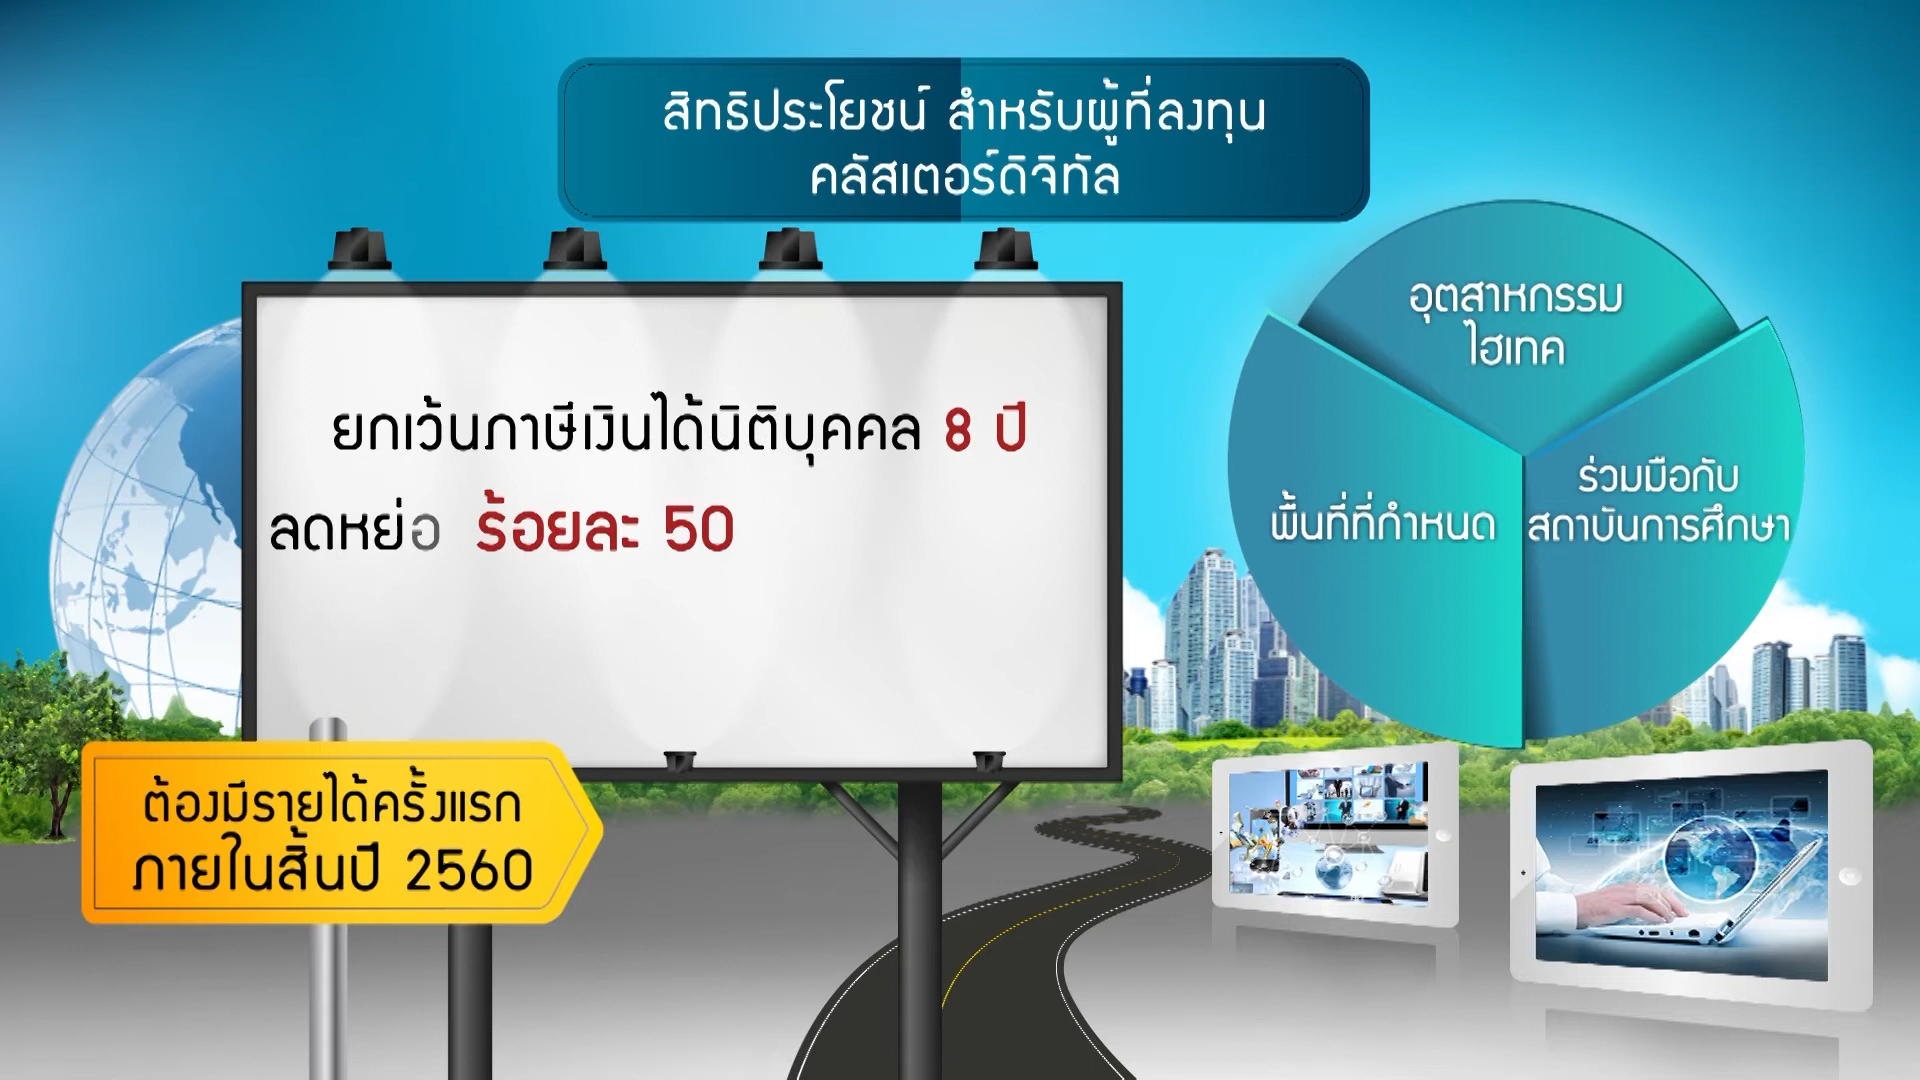 สิทธิประโยชน์ สำหรับผู้ที่ลงทุน
คลัสเตอร์ดิจิทัล
ยกเว้นภาษีเงินได้นิติบุคคล 8 ปี
ลดหย่อ ร้อยละ 50
อุตสาหกรรม
ไฮเทค
พื้นที่ที่กำหนด
ร่วมมือกับ
สถาบันการศึกษา
ต้องมีรายได้ครั้งแรก
ภายในสิ้นปี 2560